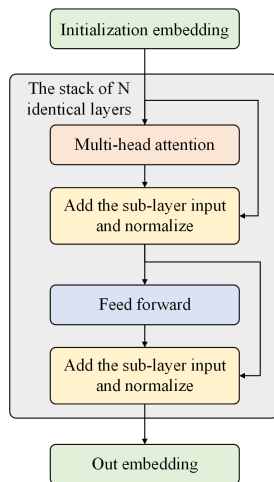 Initialization embedding
The stack of N
identical layers
Multi-head attention
Add the sub-layer input
and normalize
Feed forward
Add the sub-layer input
and normalize
Out embedding